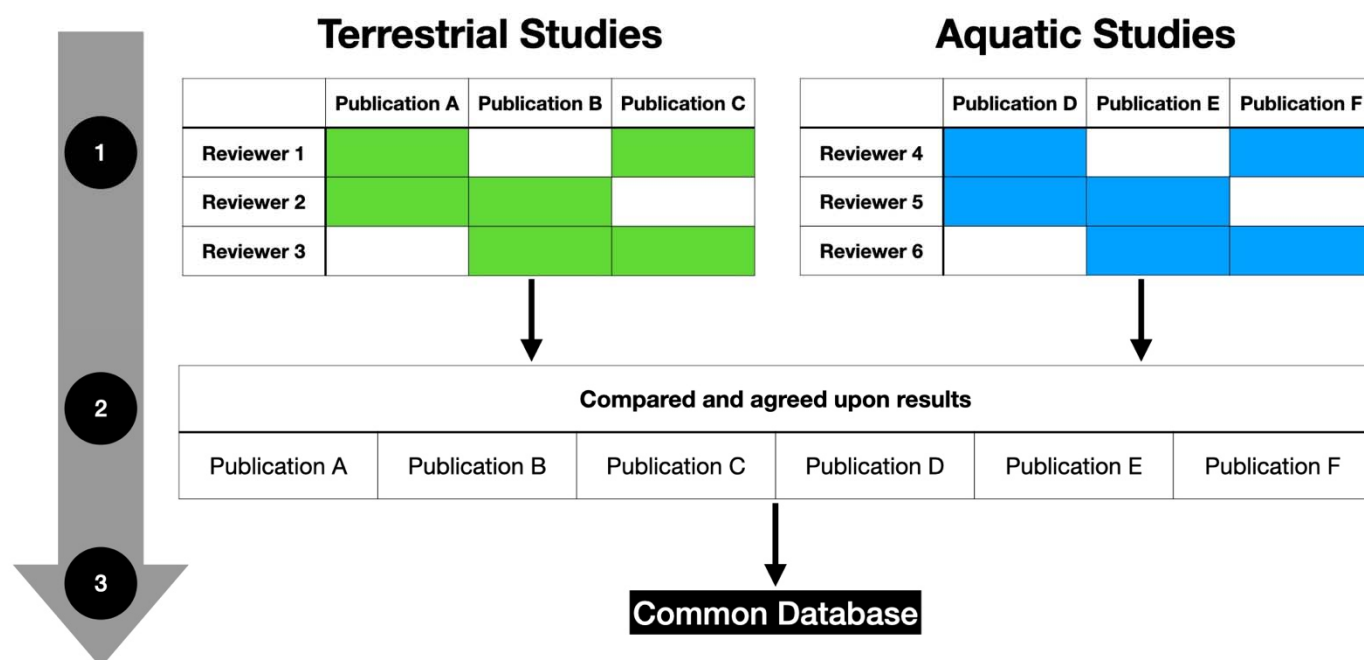 Terrestrial Studies
Aquatic Studies
Publication A Publication B Publication C
Publication D Publication E Publication F
1
Reviewer 1
Reviewer 2
Reviewer 3
Reviewer 4
Reviewer 5
Reviewer 6
2
Compared and agreed upon results
Publication A Publication B Publication C Publication D Publication E Publication F
3
Common Database